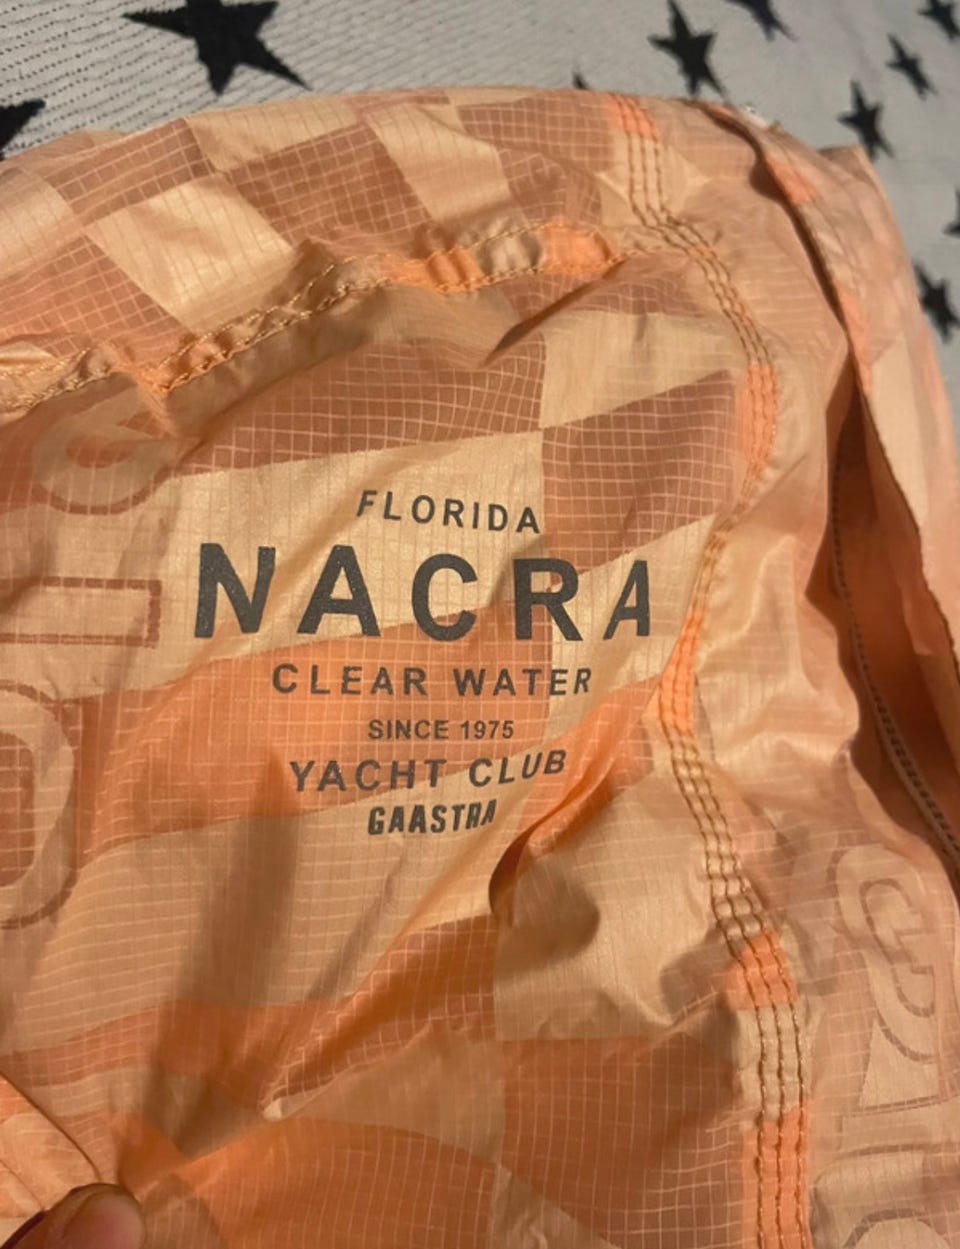 FLORIDA
NACRA
CLEAR WATER
SINCE 1975
YACHT CLUB
GAASTRA